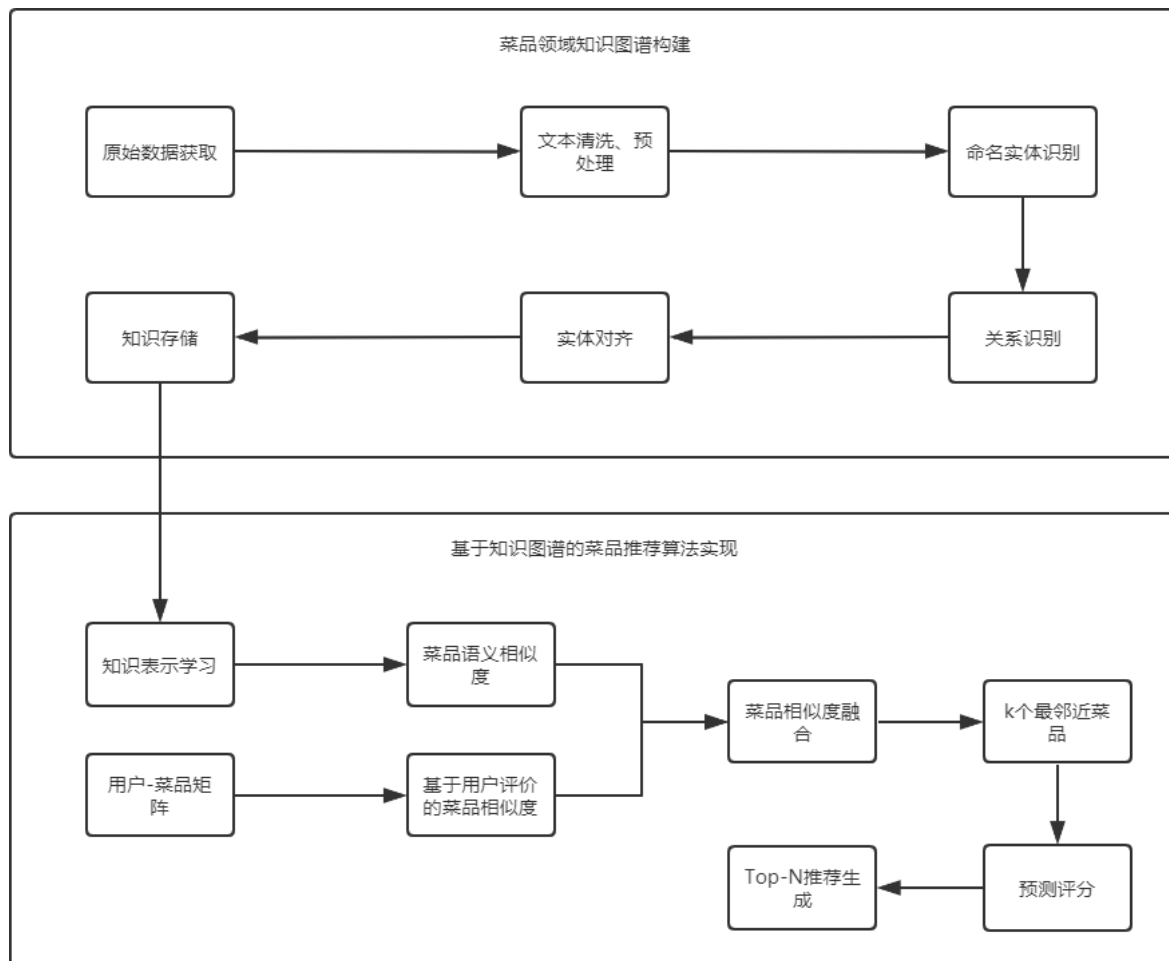 菜品领域知识图谱构建
原始数据获取
文本清洗、预
处理
命名实体识别
知识存储
实体对齐
关系识别
基于知识图谱的菜品推荐算法实现
知识表示学习
菜品语义相似
度
用户-菜品矩
阵
基于用户评价
的菜品相似度
菜品相似度融
合
k个最邻近菜
品
Top-N推荐生
成
预测评分